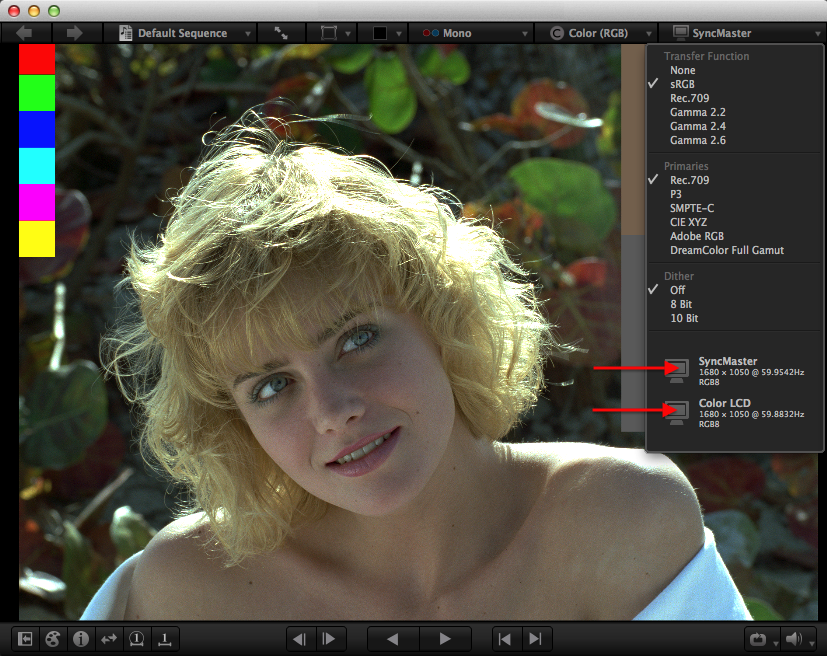 Default Sequence
Mono
Color (RGB)
SyncMaster
Transfer Function
None
sRGB
Rec.709
Gamma 2.2
Gamma 2.4
Gamma 2.6
Primaries
Rec.709
P3
SMPTE-C
CIE XYZ
Adobe RGB
DreamColor Full Gamut
Dither
Off
8 Bit
10 Bit
SyncMaster
1680 x 1050 @ 59.9542Hz
RGB8
Color LCD
1680 x 1050 @ 59.8832Hz
RGB8